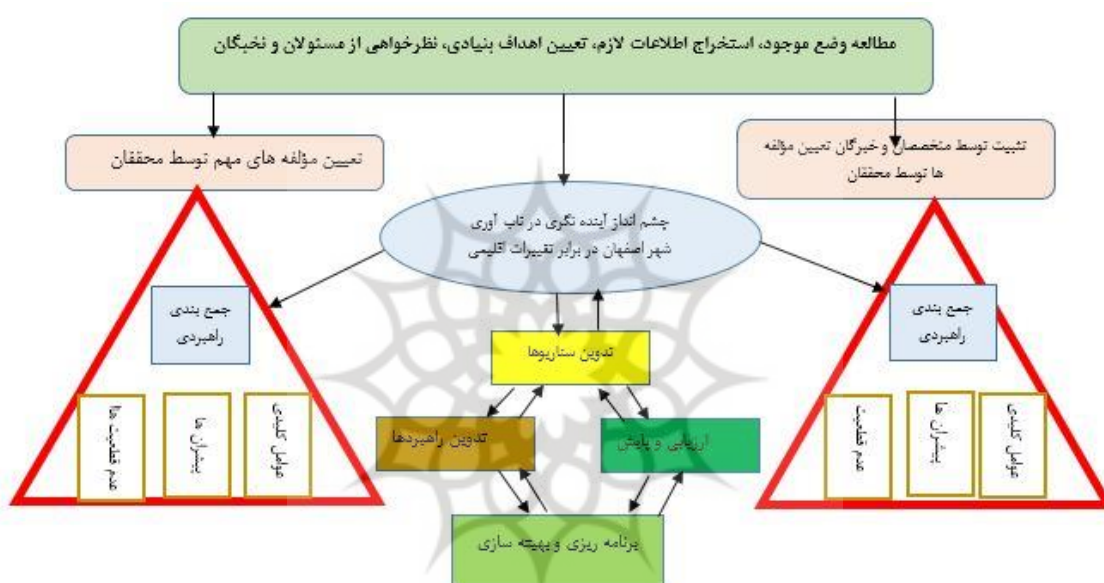 مطالعه وضع موجود، استخراج اطلاعات لازم، تعیین اهداف بنیادی، نظرخواهی از مسئولان و نخبگان
تثبیت توسط متخصصان و خبرگان تعیین مؤلفه
ها توسط محققان
تعیین مؤلفه های مهم توسط محققان
چشم انداز آینده نگری در تاب آوری
شهر اصفهان در برابر تغییرات اقلیمی
جمع بندی
راهبردی
عوامل کلیدی
پیشران ها
عدم قطعیت
تدوین سناریوها
ارزیابی و پایش
تدوین راهبردها
برنامه ریزی و بهینه سازی
جمع بندی
راهبردی
عوامل کلیدی
پیشران ها
عدم قطعیت ها